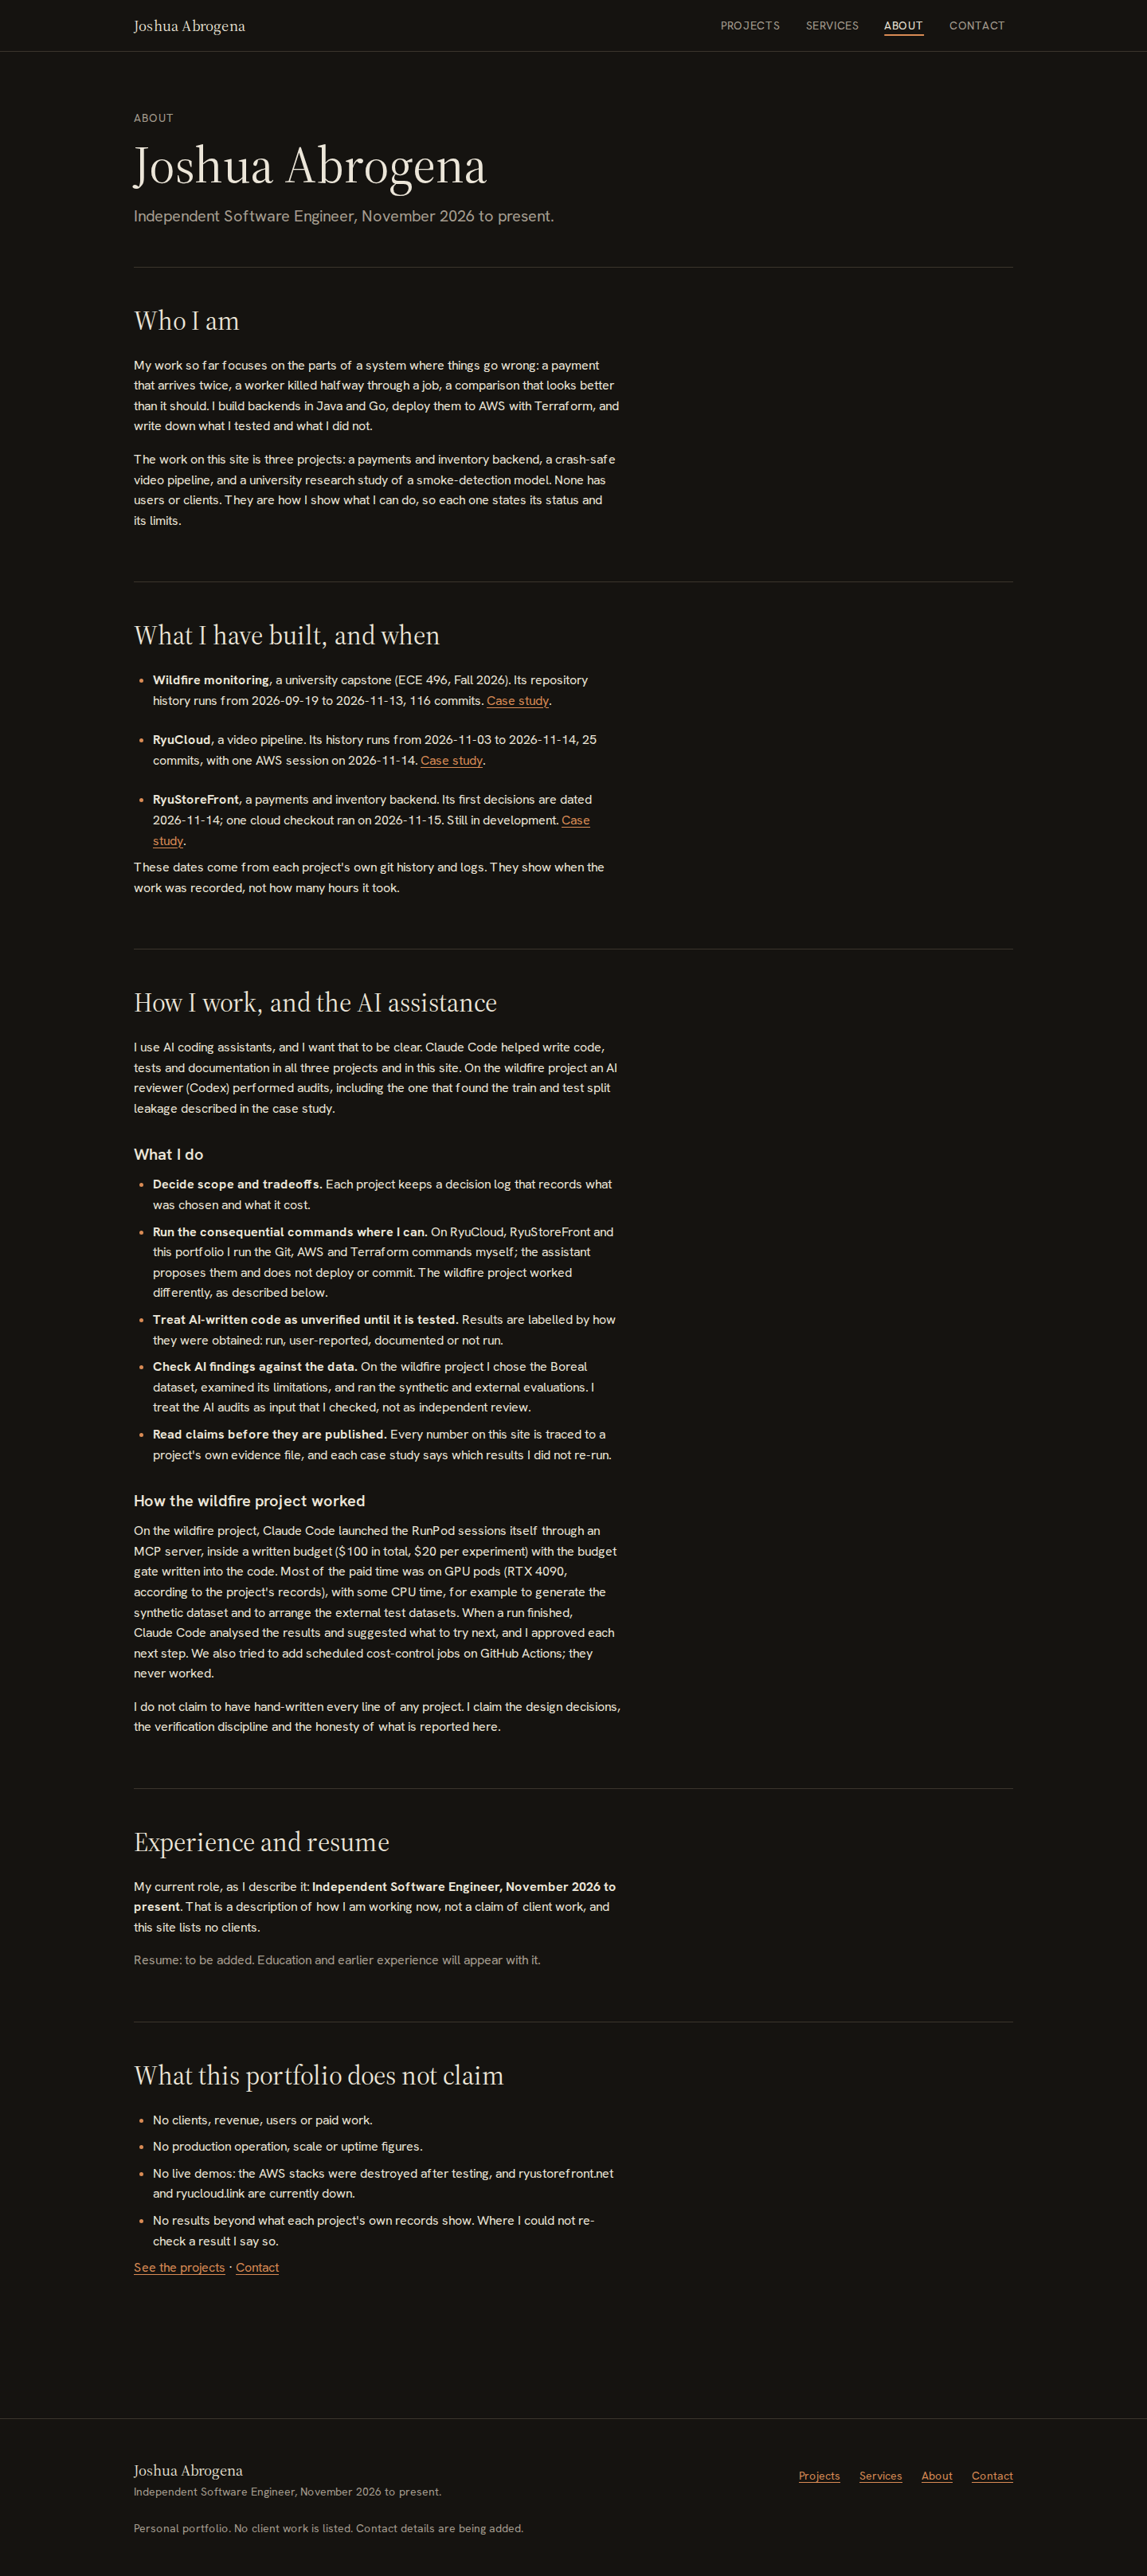 Joshua Abrogena
PROJECTS SERVICES ABOUT CONTACT
ABOUT
Joshua Abrogena
Independent Software Engineer, November 2026 to present.
Who I am
My work so far focuses on the parts of a system where things go wrong: a payment
that arrives twice, a worker killed halfway through a job, a comparison that looks better
than it should. I build backends in Java and Go, deploy them to AWS with Terraform, and
write down what I tested and what I did not.
The work on this site is three projects: a payments and inventory backend, a crash-safe
video pipeline, and a university research study of a smoke-detection model. None has
users or clients. They are how I show what I can do, so each one states its status and
its limits.
What I have built, and when
• Wildfire monitoring, a university capstone (ECE 496, Fall 2026). Its repository
history runs from 2026-09-19 to 2026-11-13, 116 commits. Case study.
• RyuCloud, a video pipeline. Its history runs from 2026-11-03 to 2026-11-14, 25
commits, with one AWS session on 2026-11-14. Case study.
• RyuStoreFront, a payments and inventory backend. Its first decisions are dated
2026-11-14; one cloud checkout ran on 2026-11-15. Still in development. Case
study.
These dates come from each project's own git history and logs. They show when the
work was recorded, not how many hours it took.
How I work, and the AI assistance
I use AI coding assistants, and I want that to be clear. Claude Code helped write code,
tests and documentation in all three projects and in this site. On the wildfire project an AI
reviewer (Codex) performed audits, including the one that found the train and test split
leakage described in the case study.
What I do
• Decide scope and tradeoffs. Each project keeps a decision log that records what
was chosen and what it cost.
• Run the consequential commands where I can. On RyuCloud, RyuStoreFront and
this portfolio I run the Git, AWS and Terraform commands myself; the assistant
proposes them and does not deploy or commit. The wildfire project worked
differently, as described below.
• Treat AI-written code as unverified until it is tested. Results are labelled by how
they were obtained: run, user-reported, documented or not run.
• Check AI findings against the data. On the wildfire project I chose the Boreal
dataset, examined its limitations, and ran the synthetic and external evaluations. I
treat the AI audits as input that I checked, not as independent review.
• Read claims before they are published. Every number on this site is traced to a
project's own evidence file, and each case study says which results I did not re-run.
How the wildfire project worked
On the wildfire project, Claude Code launched the RunPod sessions itself through an
MCP server, inside a written budget ($100 in total, $20 per experiment) with the budget
gate written into the code. Most of the paid time was on GPU pods (RTX 4090,
according to the project's records), with some CPU time, for example to generate the
synthetic dataset and to arrange the external test datasets. When a run finished,
Claude Code analysed the results and suggested what to try next, and I approved each
next step. We also tried to add scheduled cost-control jobs on GitHub Actions; they
never worked.
I do not claim to have hand-written every line of any project. I claim the design decisions,
the verification discipline and the honesty of what is reported here.
Experience and resume
My current role, as I describe it: Independent Software Engineer, November 2026 to
present. That is a description of how I am working now, not a claim of client work, and
this site lists no clients.
Resume: to be added. Education and earlier experience will appear with it.
What this portfolio does not claim
• No clients, revenue, users or paid work.
• No production operation, scale or uptime figures.
• No live demos: the AWS stacks were destroyed after testing, and ryustorefront.net
and ryucloud.link are currently down.
• No results beyond what each project's own records show. Where I could not re-
check a result I say so.
See the projects · Contact
Joshua Abrogena
Independent Software Engineer, November 2026 to present.
Projects Services About Contact
Personal portfolio. No client work is listed. Contact details are being added.